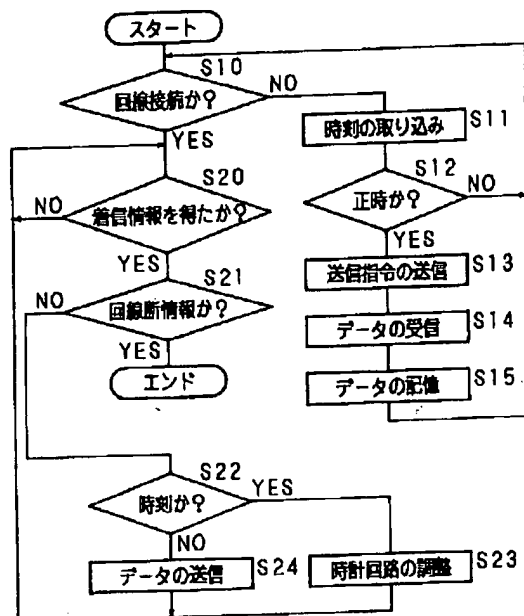 スタート
S10
回線接続か?
NO
YES
時刻の取り込み
S11
S12
正時か?
NO
YES
送信指令の送信
S13
データの受信
S14
データの記憶
S15
S20
NO
着信情報を得たか?
YES
S21
NO
回線断情報か?
YES
エンド
S22
時刻か?
YES
NO
データの送信
S24
時計回路の調整
S23